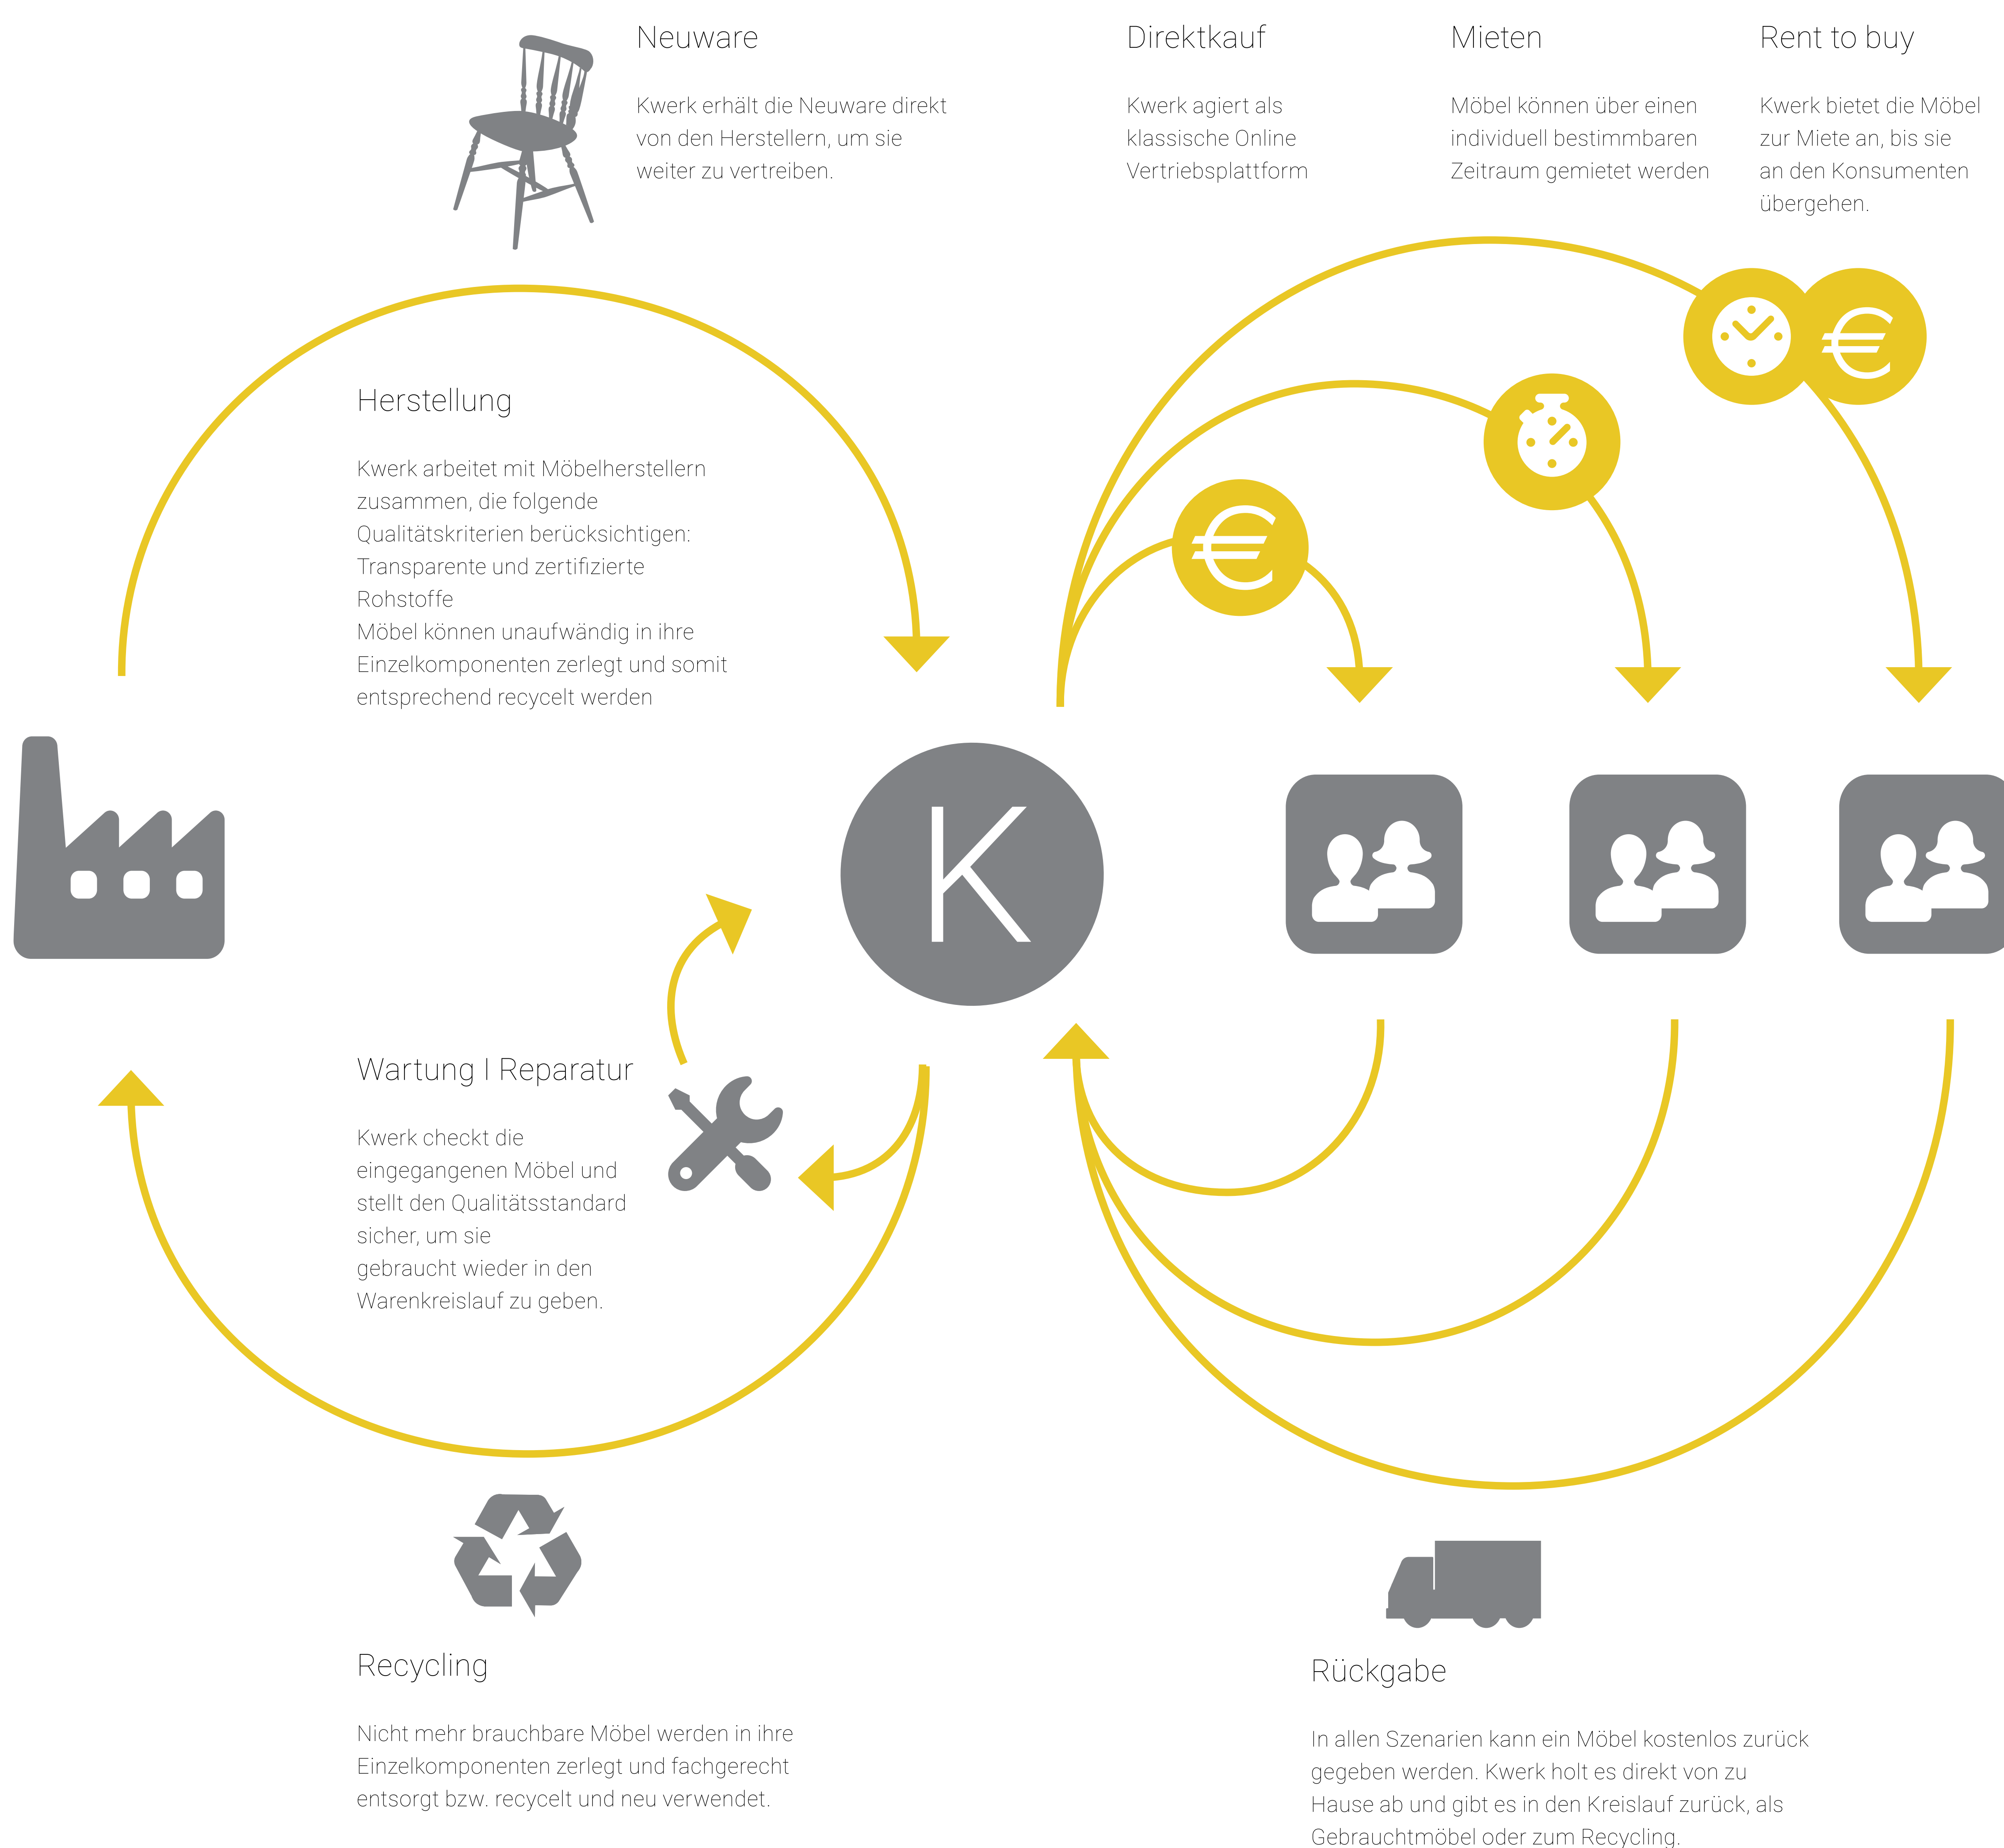 Neuware
Kwerk erhält die Neuware direkt
von den Herstellern, um sie
weiter zu vertreiben.
Direktkauf
Kwerk agiert als
klassische Online
Vertriebsplattform
Mieten
Möbel können über einen
individuell bestimmbaren
Zeitraum gemietet werden
Rent to buy
Kwerk bietet die Möbel
zur Miete an, bis sie
an den Konsumenten
übergehen.
€
€
Herstellung
Kwerk arbeitet mit Möbelherstellern
zusammen, die folgende
Qualitätskriterien berücksichtigen:
Transparente und zertifizierte
Rohstoffe
Möbel können unaufwändig in ihre
Einzelkomponenten zerlegt und somit
entsprechend recycelt werden
K
Wartung I Reparatur
Kwerk checkt die
eingegangenen Möbel und
stellt den Qualitätsstandard
sicher, um sie
gebraucht wieder in den
Warenkreislauf zu geben.
Recycling
Nicht mehr brauchbare Möbel werden in ihre
Einzelkomponenten zerlegt und fachgerecht
entsorgt bzw. recycelt und neu verwendet.
Rückgabe
In allen Szenarien kann ein Möbel kostenlos zurück
gegeben werden. Kwerk holt es direkt von zu
Hause ab und gibt es in den Kreislauf zurück, als
Gebrauchtmöbel oder zum Recycling.